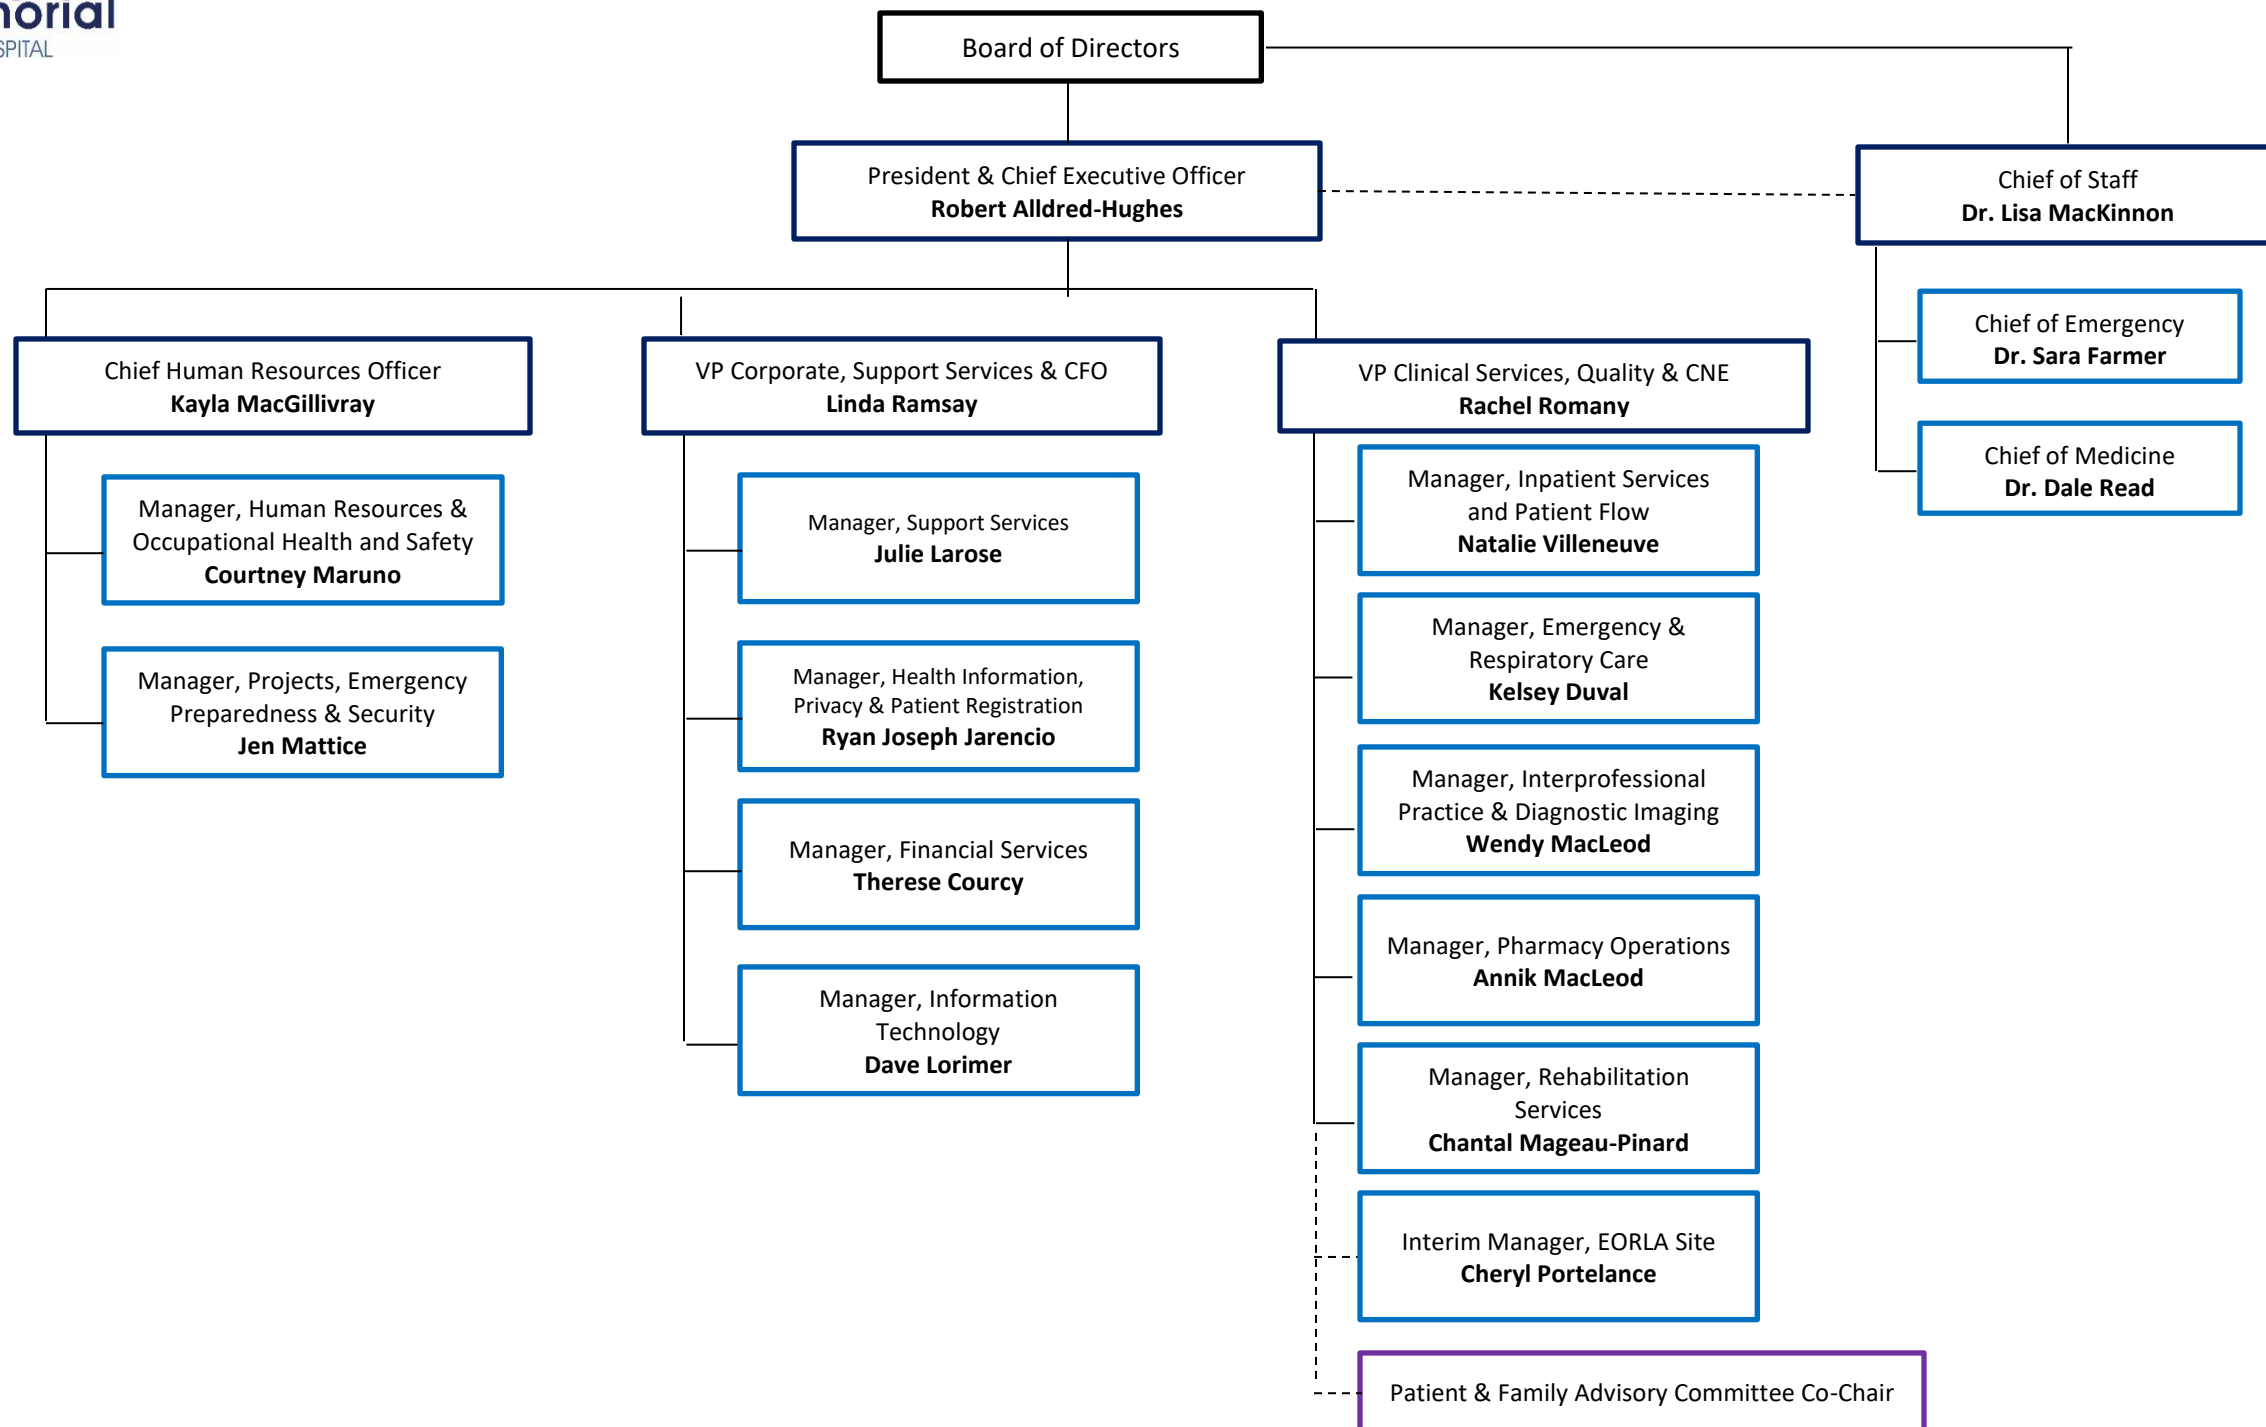 SPITAL
Board of Directors
President & Chief Executive Officer
Robert Alldred-Hughes
Chief of Staff
Dr. Lisa MacKinnon
Chief of Emergency
Dr. Sara Farmer
Chief of Medicine
Dr. Dale Read
Chief Human Resources Officer
Kayla MacGillivray
Manager, Human Resources &
Occupational Health and Safety
Courtney Maruno
Manager, Projects, Emergency
Preparedness & Security
Jen Mattice
VP Corporate, Support Services & CFO
Linda Ramsay
Manager, Support Services
Julie Larose
Manager, Health Information,
Privacy & Patient Registration
Ryan Joseph Jarencio
Manager, Financial Services
Therese Courcy
Manager, Information
Technology
Dave Lorimer
VP Clinical Services, Quality & CNE
Rachel Romany
Manager, Inpatient Services
and Patient Flow
Natalie Villeneuve
Manager, Emergency &
Respiratory Care
Kelsey Duval
Manager, Interprofessional
Practice & Diagnostic Imaging
Wendy MacLeod
Manager, Pharmacy Operations
Annik MacLeod
Manager, Rehabilitation
Services
Chantal Mageau-Pinard
Interim Manager, EORLA Site
Cheryl Portelance
Patient & Family Advisory Committee Co-Chair